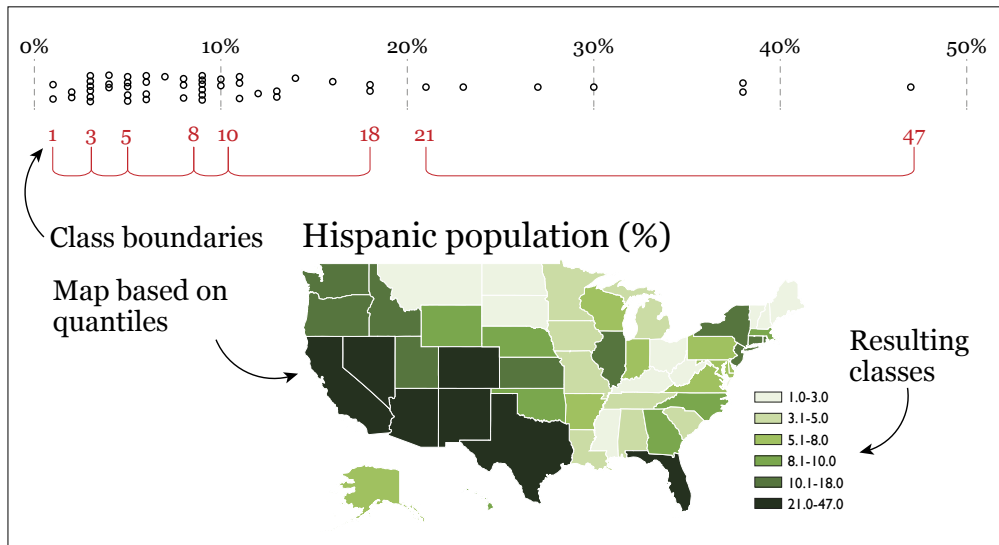 0% 10% 20% 30% 40% 50%
1 3 5 8 10 18 21 47
Class boundaries
Hispanic population (%)
Map based on
quantiles
Resulting
classes
1.0-3.0
3.1-5.0
5.1-8.0
8.1-10.0
10.1-18.0
21.0-47.0